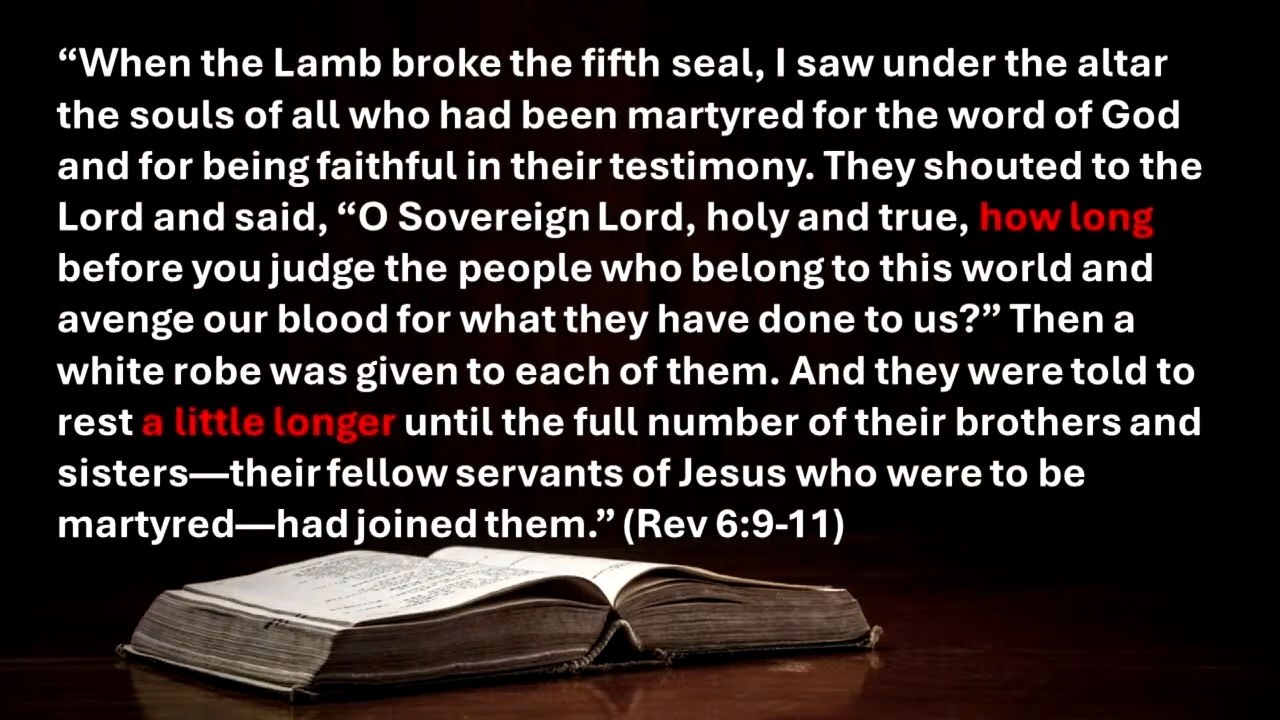 “When the Lamb broke the fifth seal, I saw under the altar
the souls of all who had been martyred for the word of God
and for being faithful in their testimony. They shouted to the
Lord and said, “O Sovereign Lord, holy and true, how long
before you judge the people who belong to this world and
avenge our blood for what they have done to us?” Then a
white robe was given to each of them. And they were told to
rest a little longer until the full number of their brothers and
sisters—their fellow servants of Jesus who were to be
martyred—had joined them.” (Rev 6:9-11)